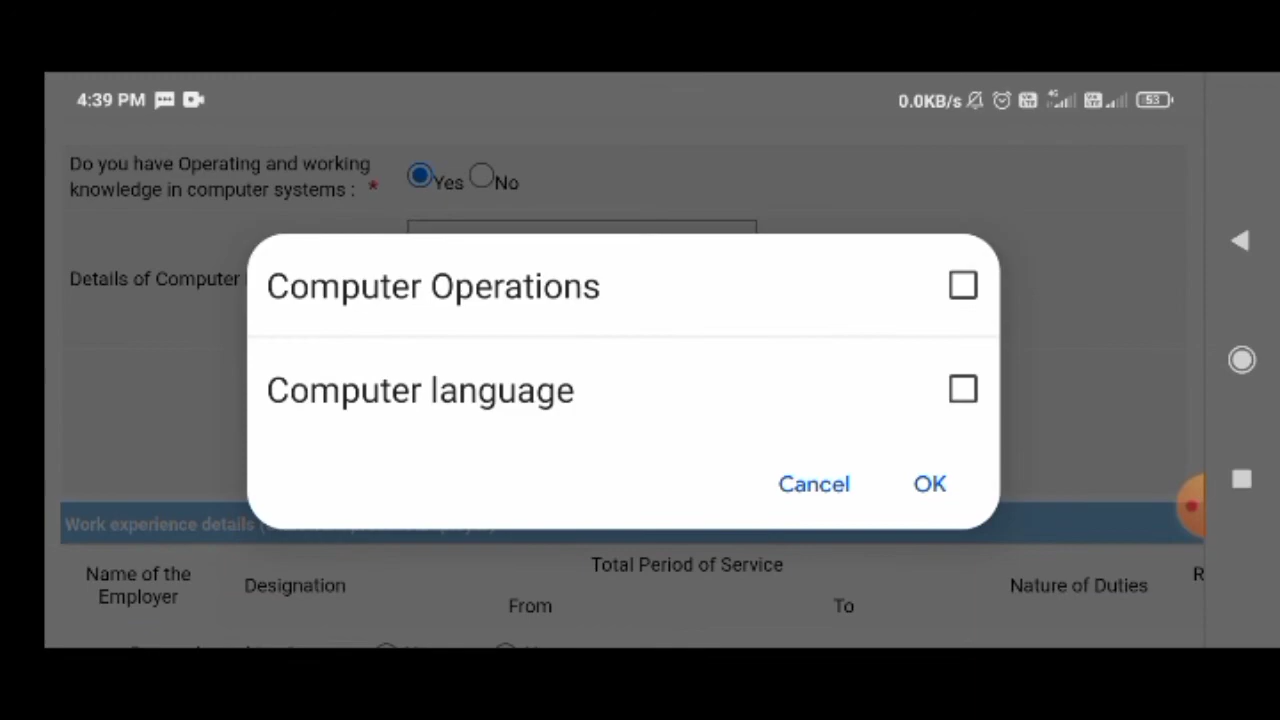 4:39 PM
0.0KB/s
4G
53
Do you have Operating and working
knowledge in computer systems : *
Yes No
Details of Computer
Computer Operations
Computer language
Cancel OK
Work experience details
Name of the
Employer
Designation
Total Period of Service
From
To
Nature of Duties
R